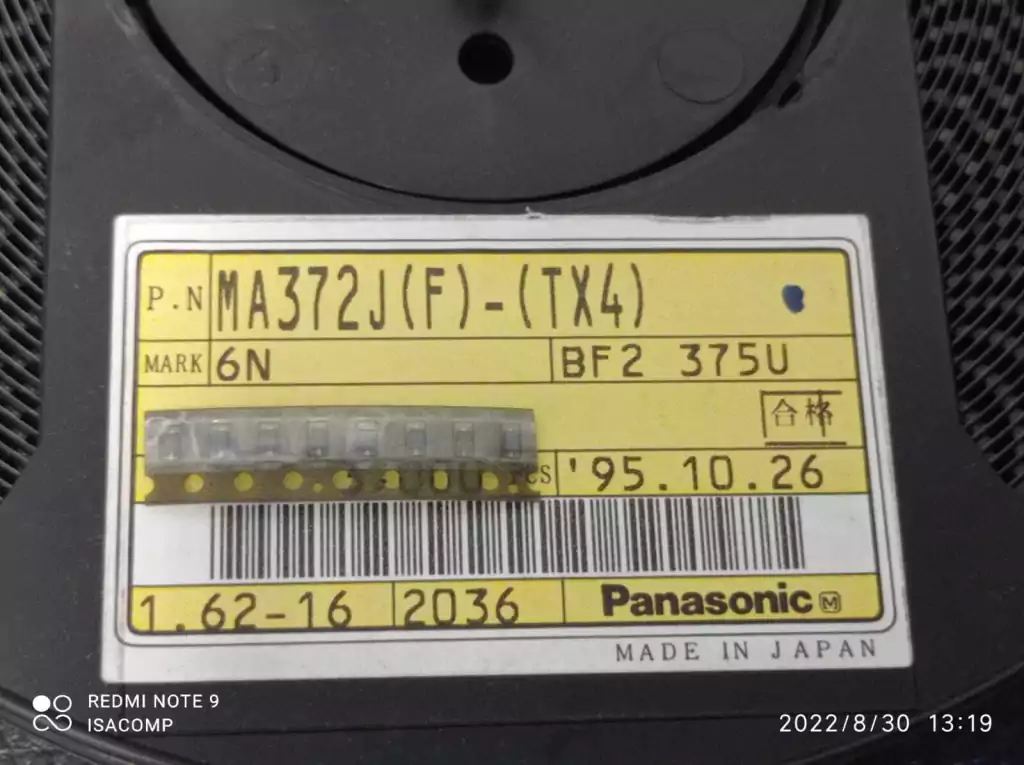 P.N MA372J(F)-(TX4)
MARK 6N BF2 375U
合格
PCS '95.10.26
1.62-16 2036 Panasonic M
MADE IN JAPAN
REDMI NOTE 9
ISACOMP
2022/8/30 13:19